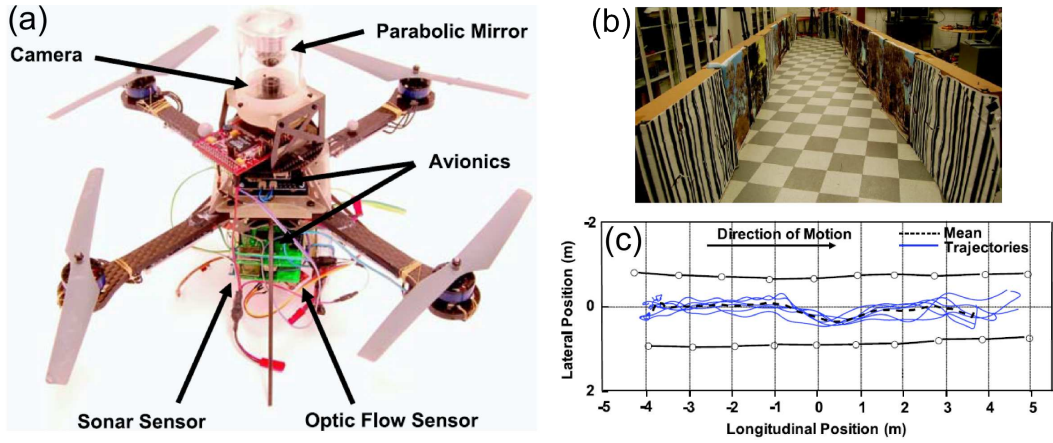 (a)
Parabolic Mirror
Camera
Avionics
Sonar Sensor
Optic Flow Sensor
(b)
(c)
-2
0
2
Lateral Position (m)
Direction of Motion
Mean
Trajectories
-5 -4 -3 -2 -1 0 1 2 3 4 5
Longitudinal Position (m)